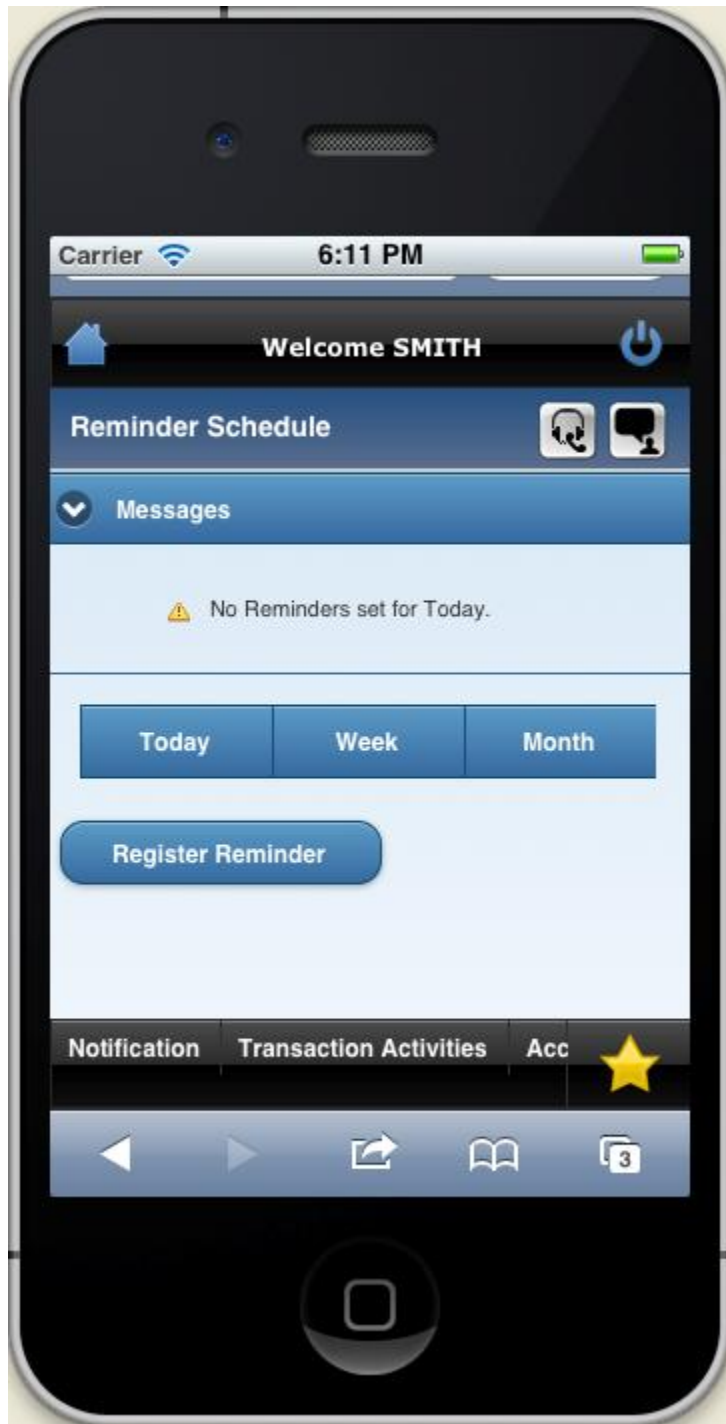 Carrier 6:11 PM
Welcome SMITH
Reminder Schedule
Messages
No Reminders set for Today.
Today Week Month
Register Reminder
Notification Transaction Activities Acc
3